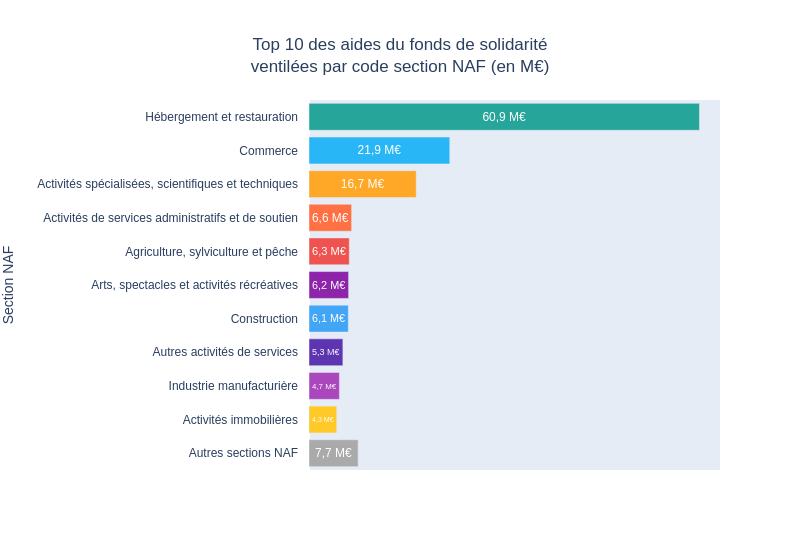 Top 10 des aides du fonds de solidarité
ventilées par code section NAF (en M€)
Section NAF
Hébergement et restauration 60,9 M€
Commerce 21,9 M€
Activités spécialisées, scientifiques et techniques 16,7 M€
Activités de services administratifs et de soutien 6,6 M€
Agriculture, sylviculture et pêche 6,3 M€
Arts, spectacles et activités récréatives 6,2 M€
Construction 6,1 M€
Autres activités de services 5,3 M€
Industrie manufacturière 4,7 M€
Activités immobilières
Autres sections NAF 7,7 M€